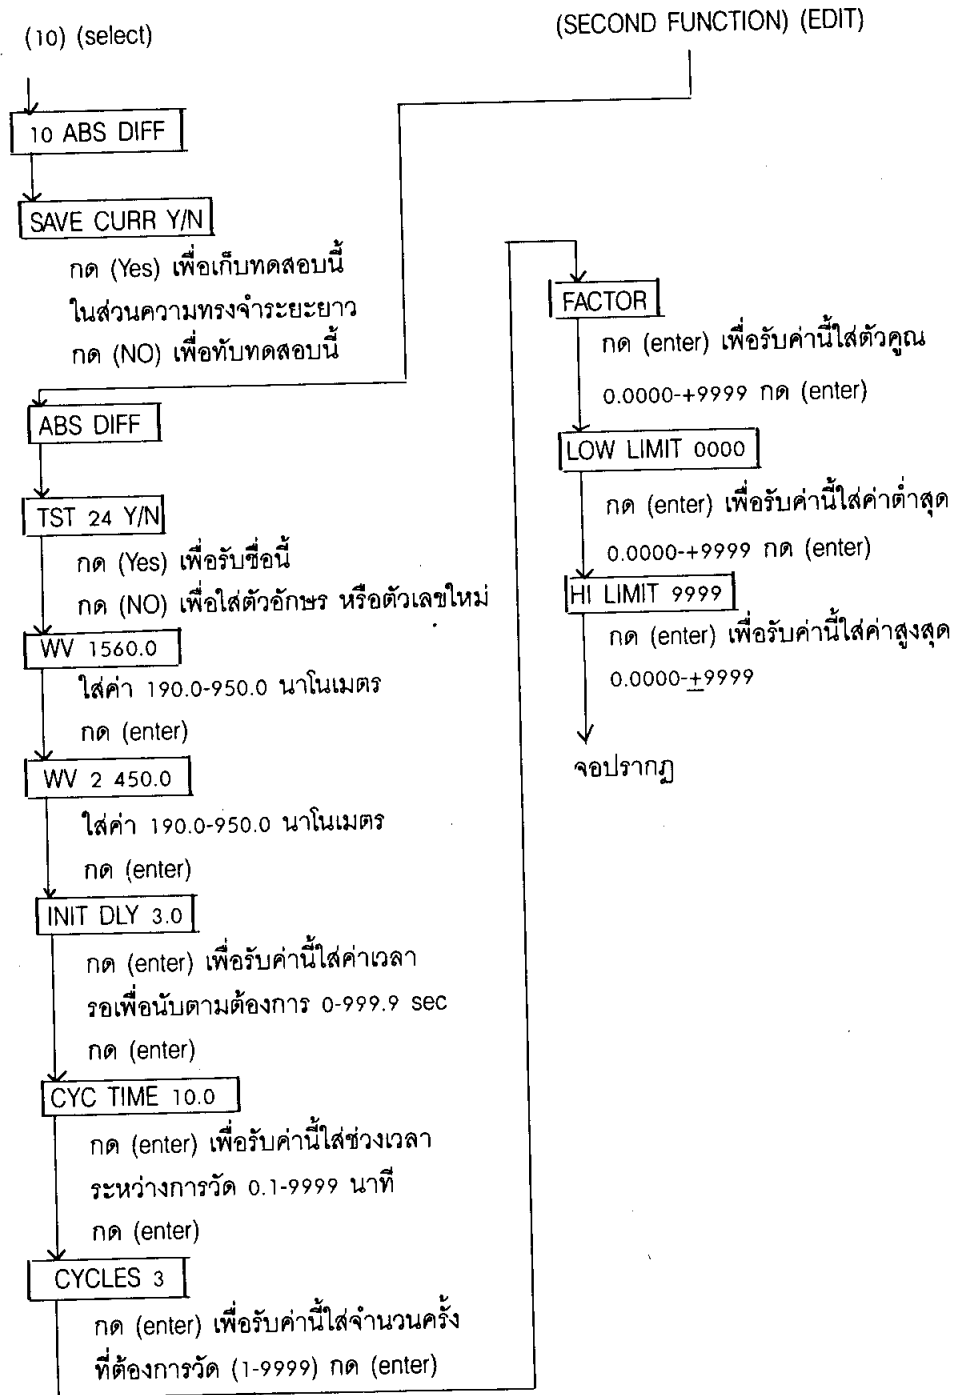 (10) (select)
(SECOND FUNCTION) (EDIT)
10 ABS DIFF
SAVE CURR Y/N
กด (Yes) เพื่อเก็บทดสอบนี้
ในส่วนความทรงจำระยะยาว
กด (NO) เพื่อทับทดสอบนี้
ABS DIFF
TST 24 Y/N
กด (Yes) เพื่อรับชื่อนี้
กด (NO) เพื่อใส่ตัวอักษร หรือตัวเลขใหม่
WV 1560.0
ใส่ค่า 190.0-950.0 นาโนเมตร
กด (enter)
WV 2 450.0
ใส่ค่า 190.0-950.0 นาโนเมตร
กด (enter)
INIT DLY 3.0
กด (enter) เพื่อรับค่านี้ใส่ค่าเวลา
รอเพื่อนับตามต้องการ 0-999.9 sec
กด (enter)
CYC TIME 10.0
กด (enter) เพื่อรับค่านี้ใส่ช่วงเวลา
ระหว่างการวัด 0.1-9999 นาที
กด (enter)
CYCLES 3
กด (enter) เพื่อรับค่านี้ใส่จำนวนครั้ง
ที่ต้องการวัด (1-9999) กด (enter)
FACTOR
กด (enter) เพื่อรับค่านี้ใส่ตัวคูณ
0.0000-+9999 กด (enter)
LOW LIMIT 0000
กด (enter) เพื่อรับค่านี้ใส่ค่าต่ำสุด
0.0000-+9999 กด (enter)
HI LIMIT 9999
กด (enter) เพื่อรับค่านี้ใส่ค่าสูงสุด
0.0000-±9999
จอปรากฏ